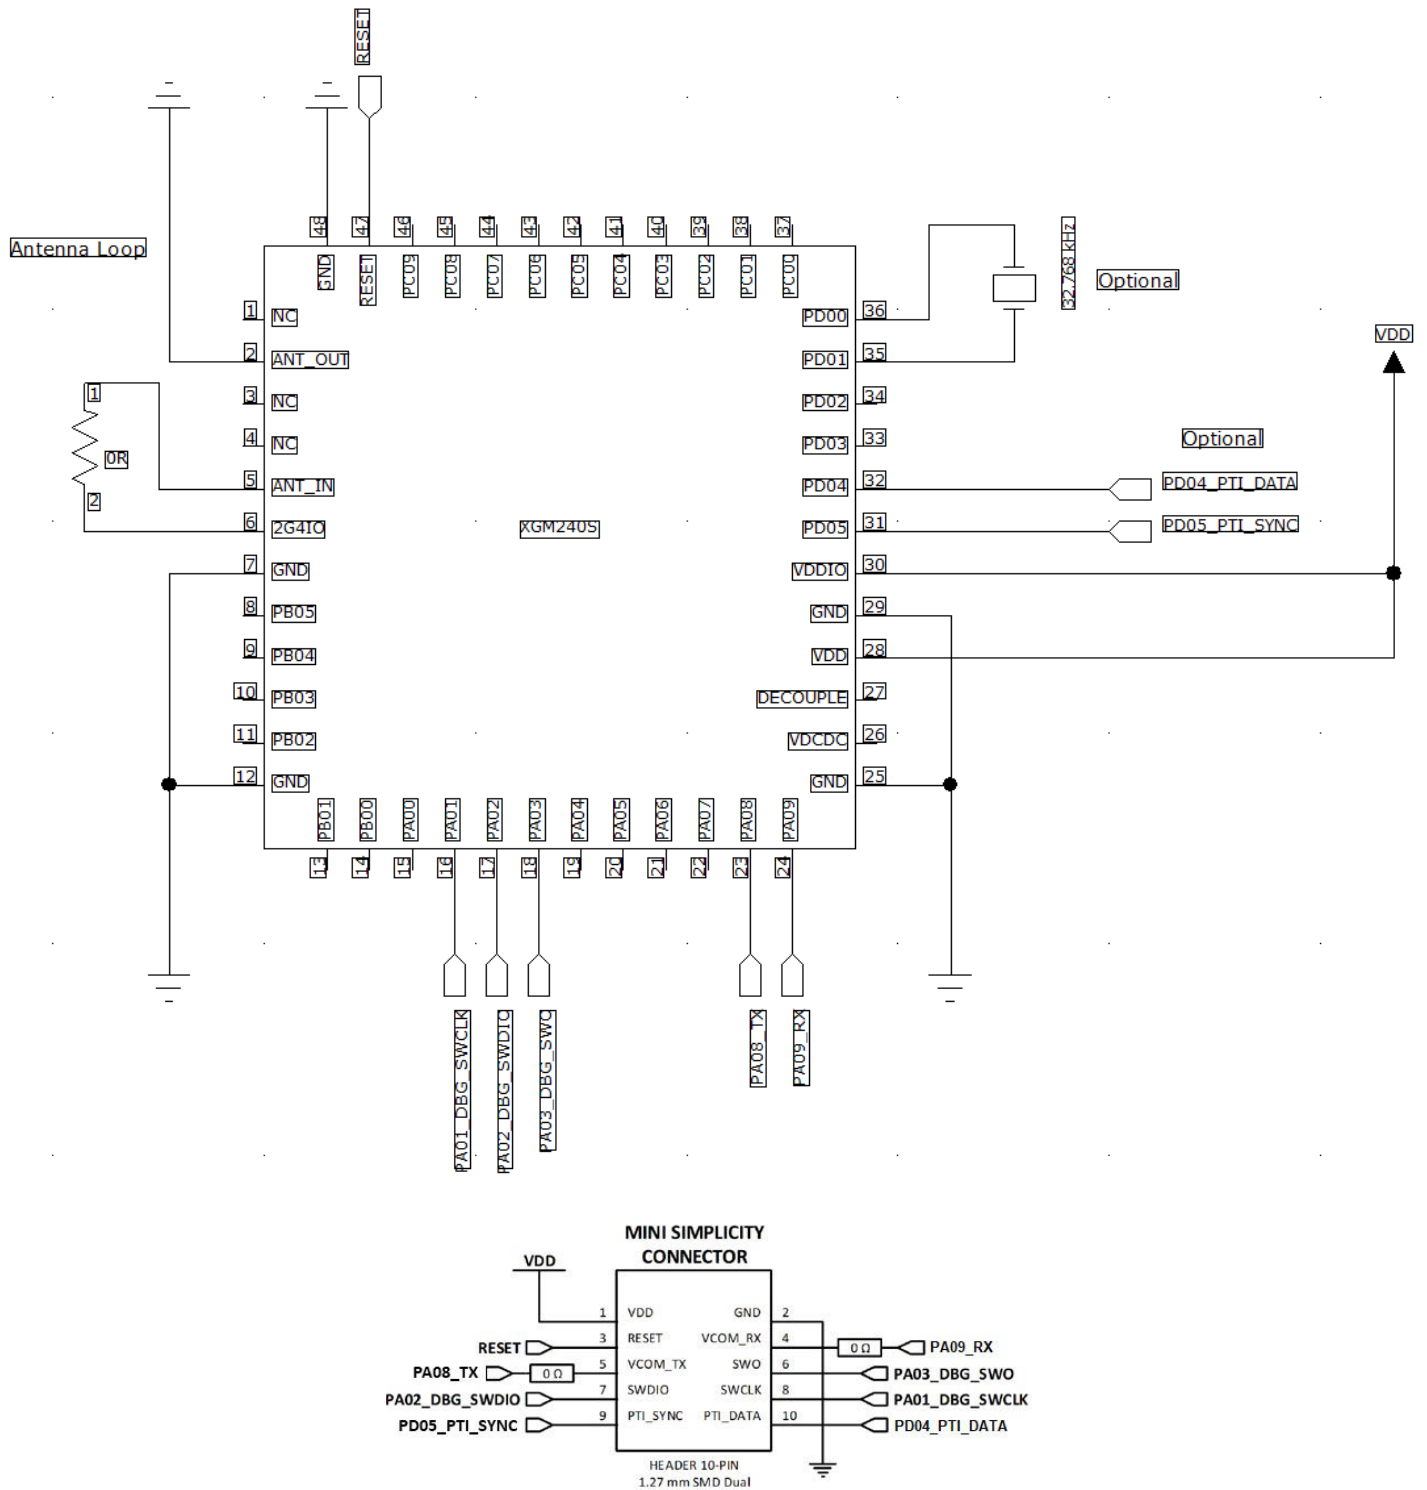 RESET
Antenna Loop
48
47
46
45
44
43
42
41
40
39
38
37
GND
RESET
PC09
PC08
PC07
PC06
PC05
PC04
PC03
PC02
PC01
PC00
32.768 kHz
Optional
1 NC
PD00 36
2 ANT_OUT
PD01 35
VDD
1
3 NC
PD02 34
4 NC
PD03 33
Optional
0R
5 ANT_IN
PD04 32
PD04_PTI_DATA
2
6 2G4IO
XGM240S
PD05 31
PD05_PTI_SYNC
7 GND
VDDIO 30
8 PB05
GND 29
9 PB04
VDD 28
10 PB03
DECOUPLE 27
11 PB02
VDCDC 26
12 GND
GND 25
PB01
PB00
PA00
PA01
PA02
PA03
PA04
PA05
PA06
PA07
PA08
PA09
13
14
15
16
17
18
19
20
21
22
23
24
PA01_DBG_SWCLK
PA02_DBG_SWDIO
PA03_DBG_SWO
PA08_TX
PA09_RX
MINI SIMPLICITY
CONNECTOR
VDD
1 VDD GND 2
RESET 3 RESET VCOM_RX 4 0 Ω PA09_RX
PA08_TX 0 Ω 5 VCOM_TX SWO 6 PA03_DBG_SWO
PA02_DBG_SWDIO 7 SWDIO SWCLK 8 PA01_DBG_SWCLK
PD05_PTI_SYNC 9 PTI_SYNC PTI_DATA 10 PD04_PTI_DATA
HEADER 10-PIN
1.27 mm SMD Dual